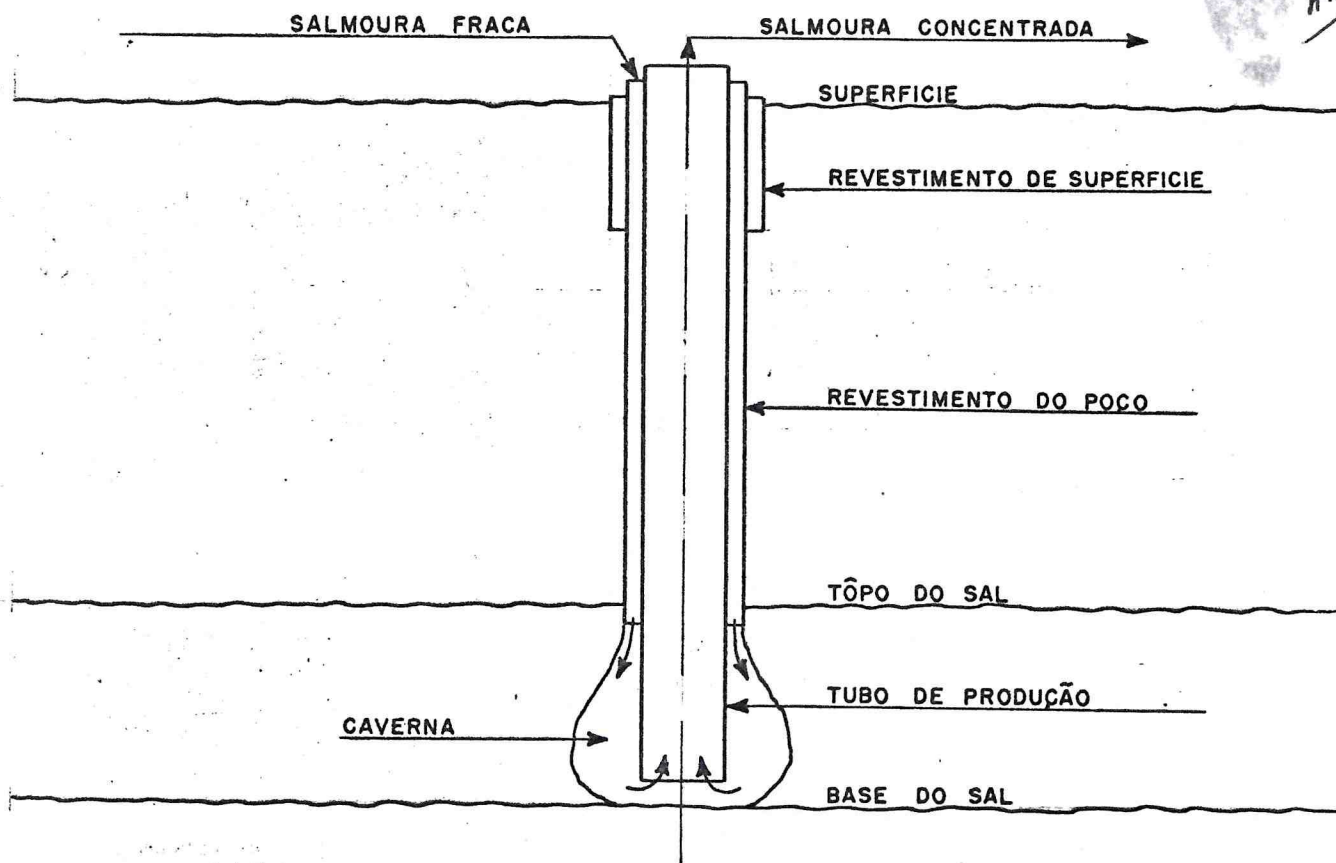 SALMOURA FRACA
SALMOURA CONCENTRADA
SUPERFICIE
REVESTIMENTO DE SUPERFICIE
REVESTIMENTO DO POÇO
TÔPO DO SAL
TUBO DE PRODUÇÃO
CAVERNA
BASE DO SAL